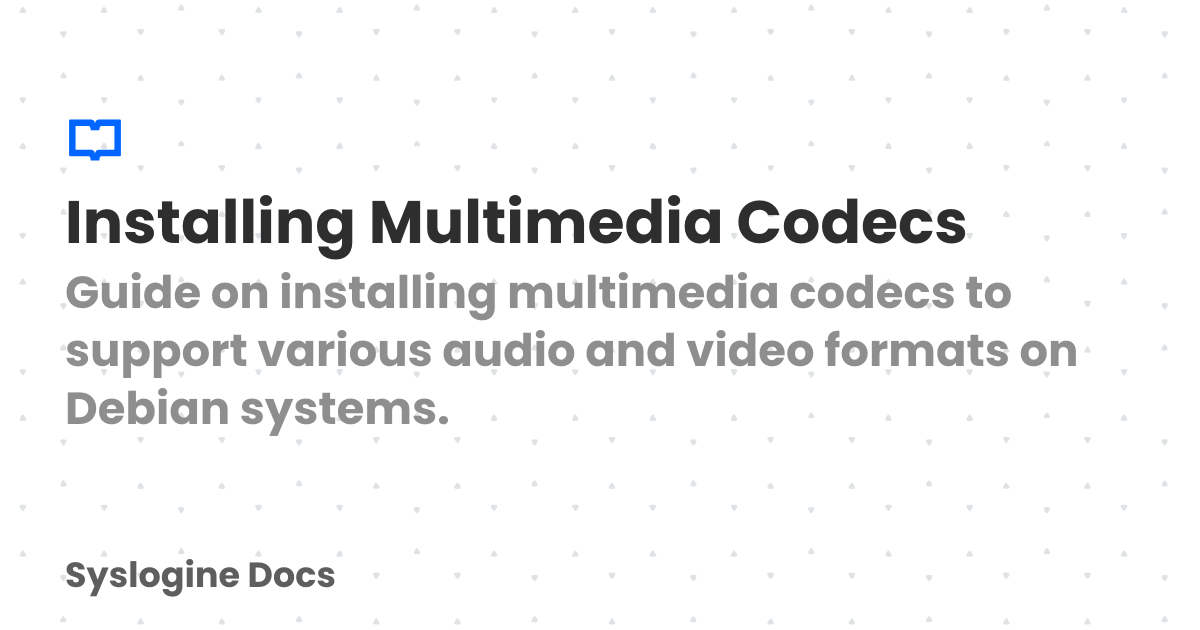 Installing Multimedia Codecs
Guide on installing multimedia codecs to
support various audio and video formats on
Debian systems.
Syslogine Docs